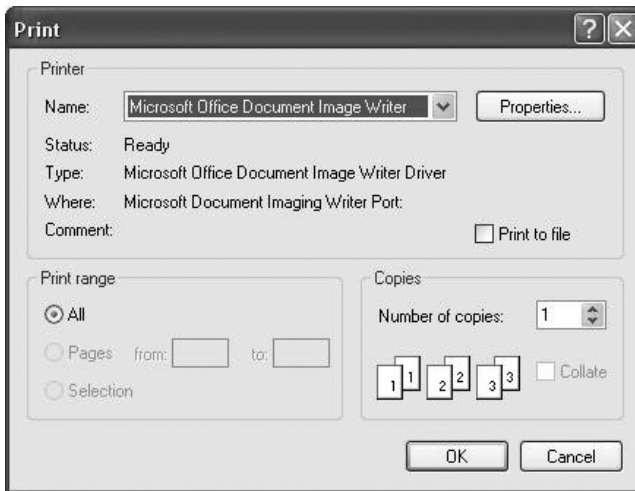 Print
Printer
Name: Microsoft Office Document Image Writer Properties...
Status: Ready
Type: Microsoft Office Document Image Writer Driver
Where: Microsoft Document Imaging Writer Port:
Comment: Print to file
Print range
All
Pages from: to:
Selection
Copies
Number of copies: 1
1 1 2 2 3 3 Collate
OK Cancel